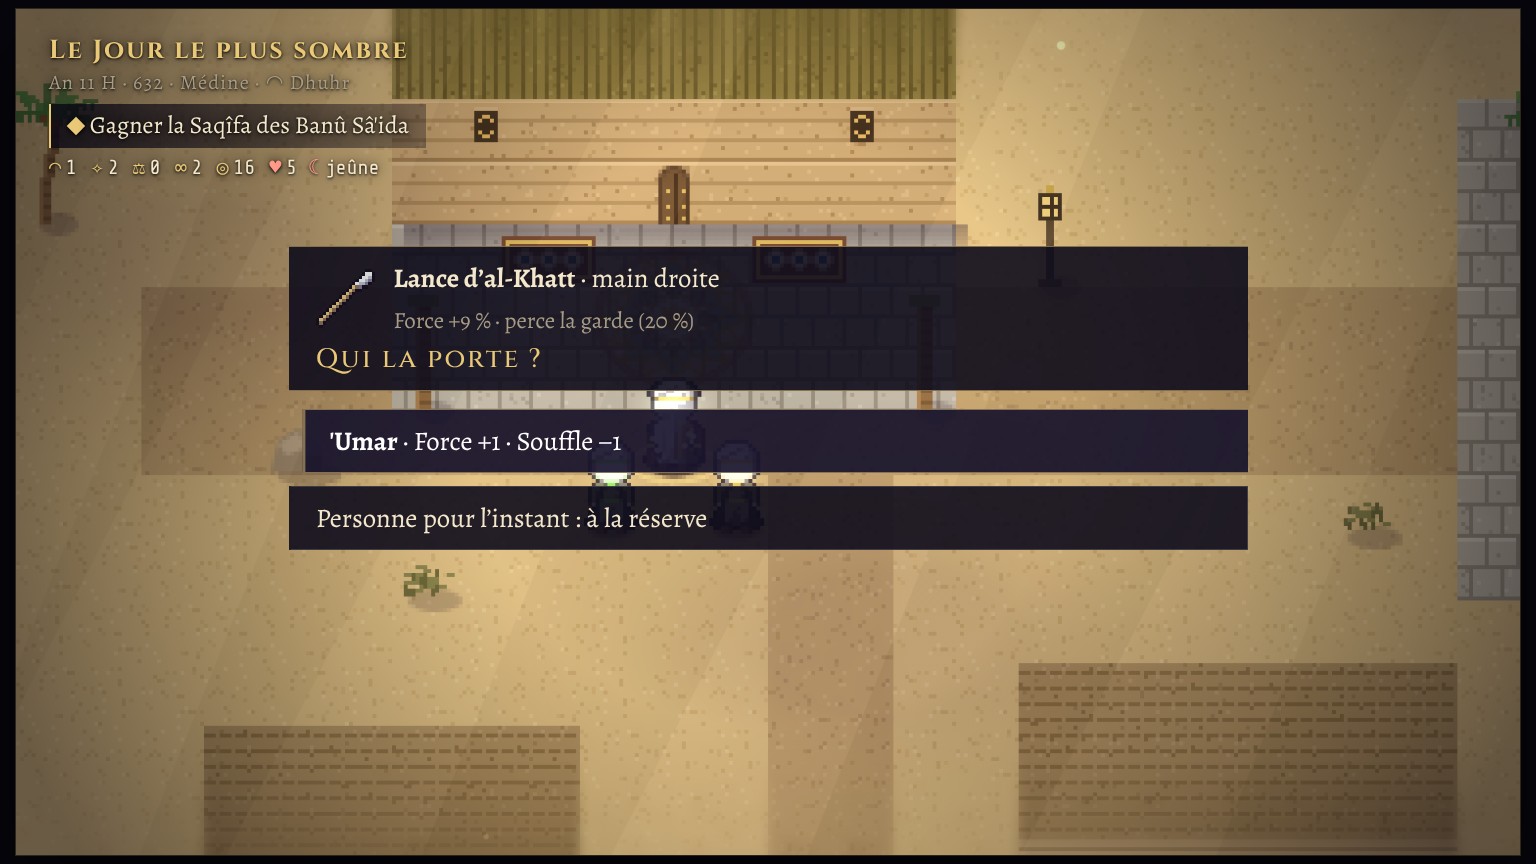 Le Jour le plus sombre
An 11 H · 632 · Médine · ◠ Dhuhr
◆ Gagner la Saqîfa des Banû Sâ'ida
◠1 ✧2 ⚖0 ∞2 ◎16 ♥5 ☾jeûne
Lance d’al-Khatt · main droite
Force +9 % · perce la garde (20 %)
Qui la porte ?
'Umar · Force +1 · Souffle −1
Personne pour l’instant : à la réserve